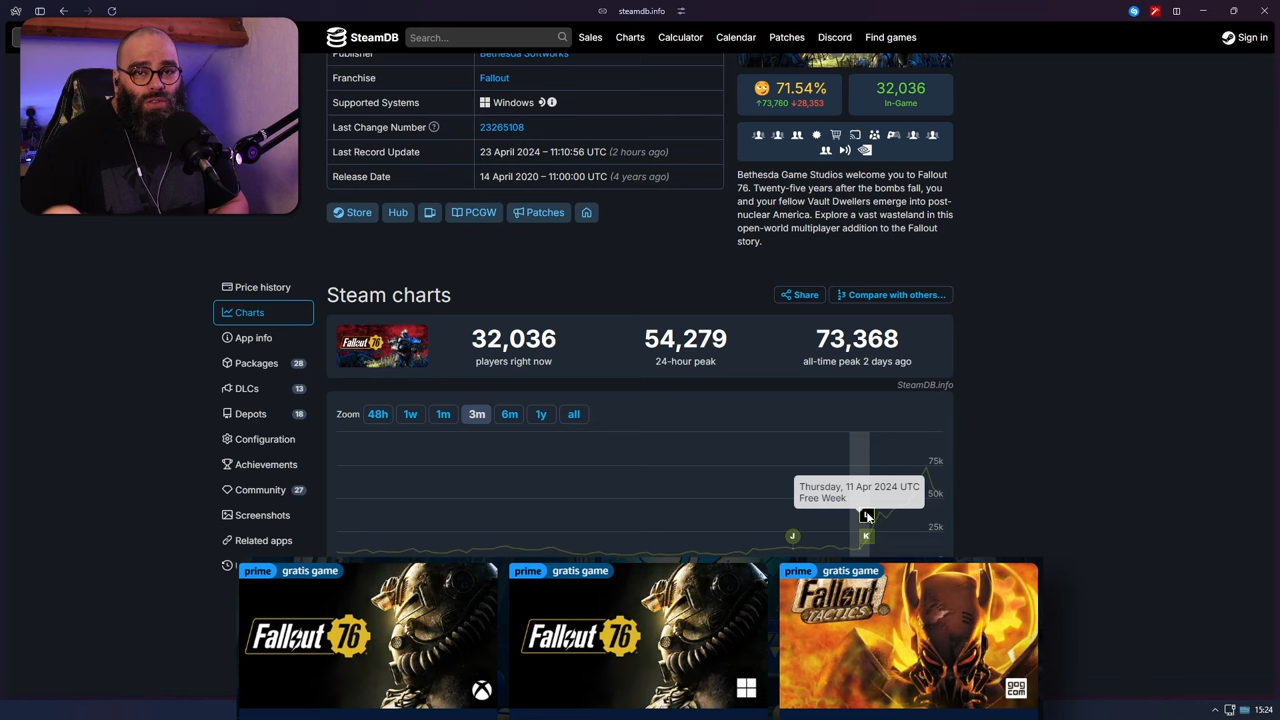 steamdb.info
SteamDB
Search...
Sales
Charts
Calculator
Calendar
Patches
Discord
Find games
Sign in
Publisher
Bethesda Softworks
Franchise
Fallout
Supported Systems
Windows
Last Change Number
23265108
Last Record Update
23 April 2024 – 11:10:56 UTC (2 hours ago)
Release Date
14 April 2020 – 11:00:00 UTC (4 years ago)
Store
Hub
PCGW
Patches
71.54%
↑73,760 ↓28,353
32,036
In-Game
Bethesda Game Studios welcome you to Fallout
76. Twenty-five years after the bombs fall, you
and your fellow Vault Dwellers emerge into post-
nuclear America. Explore a vast wasteland in this
open-world multiplayer addition to the Fallout
story.
Price history
Charts
App info
Packages 28
DLCs 13
Depots 18
Configuration
Achievements
Community 27
Screenshots
Related apps
Steam charts
Share
Compare with others...
Fallout 76
32,036
players right now
54,279
24-hour peak
73,368
all-time peak 2 days ago
SteamDB.info
Zoom
48h
1w
1m
3m
6m
1y
all
75k
50k
25k
Thursday, 11 Apr 2024 UTC
Free Week
J
K
prime gratis game
Fallout 76
prime gratis game
Fallout 76
prime gratis game
Fallout
TACTICS
GOG
COM
15:24